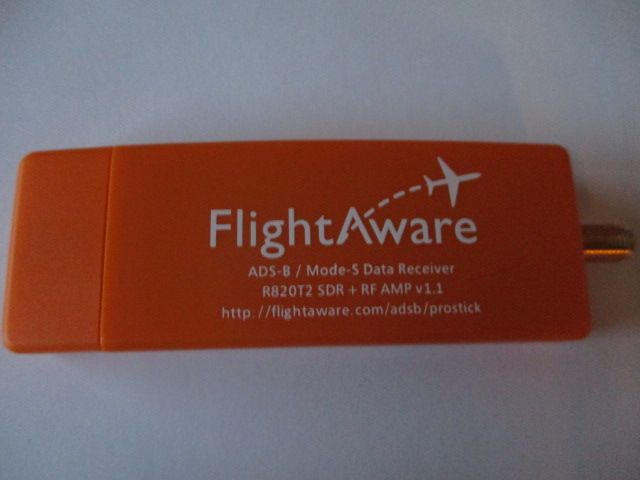 FlightAware
ADS-B / Mode-S Data Receiver
R820T2 SDR + RF AMP v1.1
http://flightaware.com/adsb/prostick